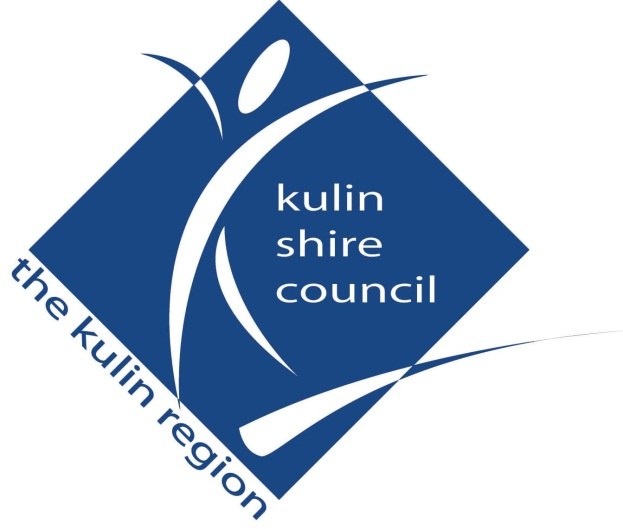 kulin
shire
council
the kulin region